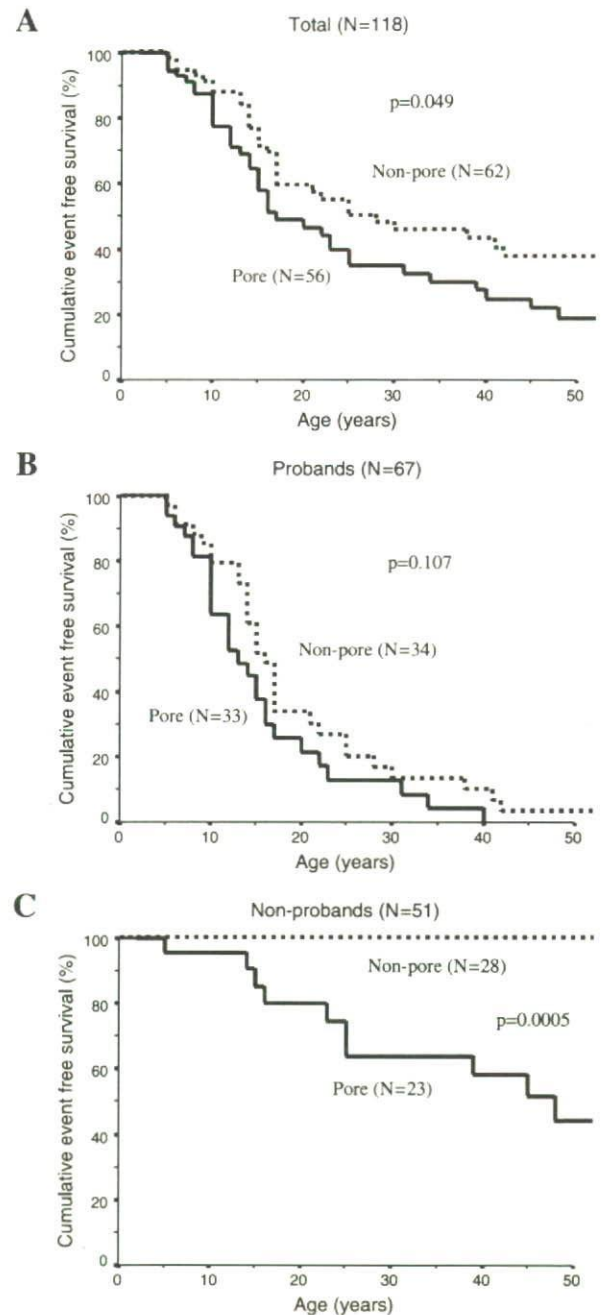 A
Total (N=118)
Cumulative event free survival (%)
100
80
60
40
20
0
p=0.049
Non-pore (N=62)
Pore (N=56)
0 10 20 30 40 50
Age (years)
B
Probands (N=67)
Cumulative event free survival (%)
100
80
60
40
20
0
p=0.107
Non-pore (N=34)
Pore (N=33)
0 10 20 30 40 50
Age (years)
C
Non-probands (N=51)
Cumulative event free survival (%)
100
80
60
40
20
0
Non-pore (N=28)
p=0.0005
Pore (N=23)
0 10 20 30 40 50
Age (years)